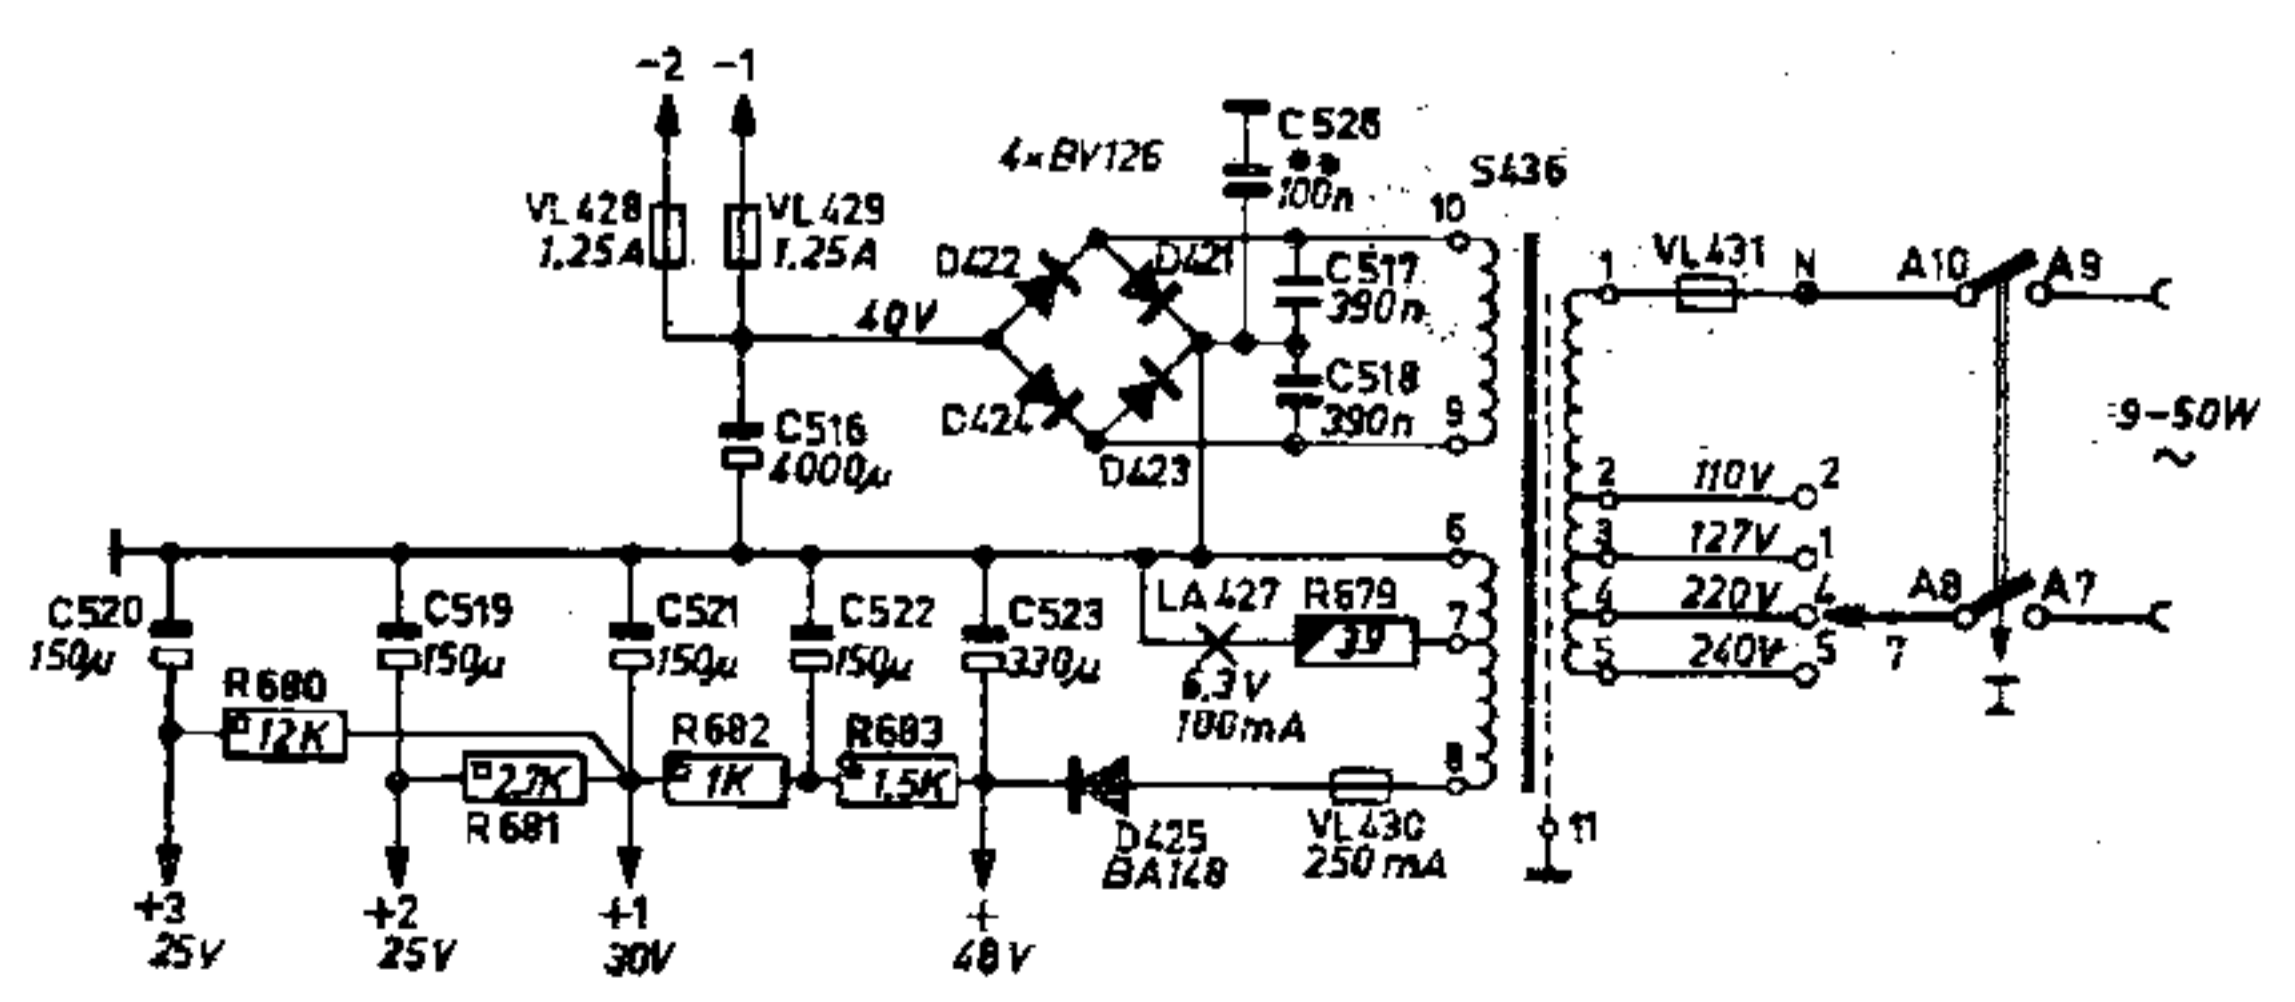 -2 -1
4×BY126
C526
100n
S436
VL428
1.25A
VL429
1.25A
10
D422
D421
C517
390n
1
VL431
N
A10
A9
40V
C518
390n
9
D424
D423
C516
4000µ
9-50W
~
2
110V
2
6
3
127V
1
C520
150µ
C519
150µ
C521
150µ
C522
150µ
C523
330µ
LA427
R679
39
7
4
220V
4
A8
A7
7
6.3V
100mA
5
240V
5
R680
12K
R682
1K
R683
1.5K
8
2.7K
R681
D425
BA148
VL430
250mA
11
+3
25V
+2
25V
+1
30V
+
48V